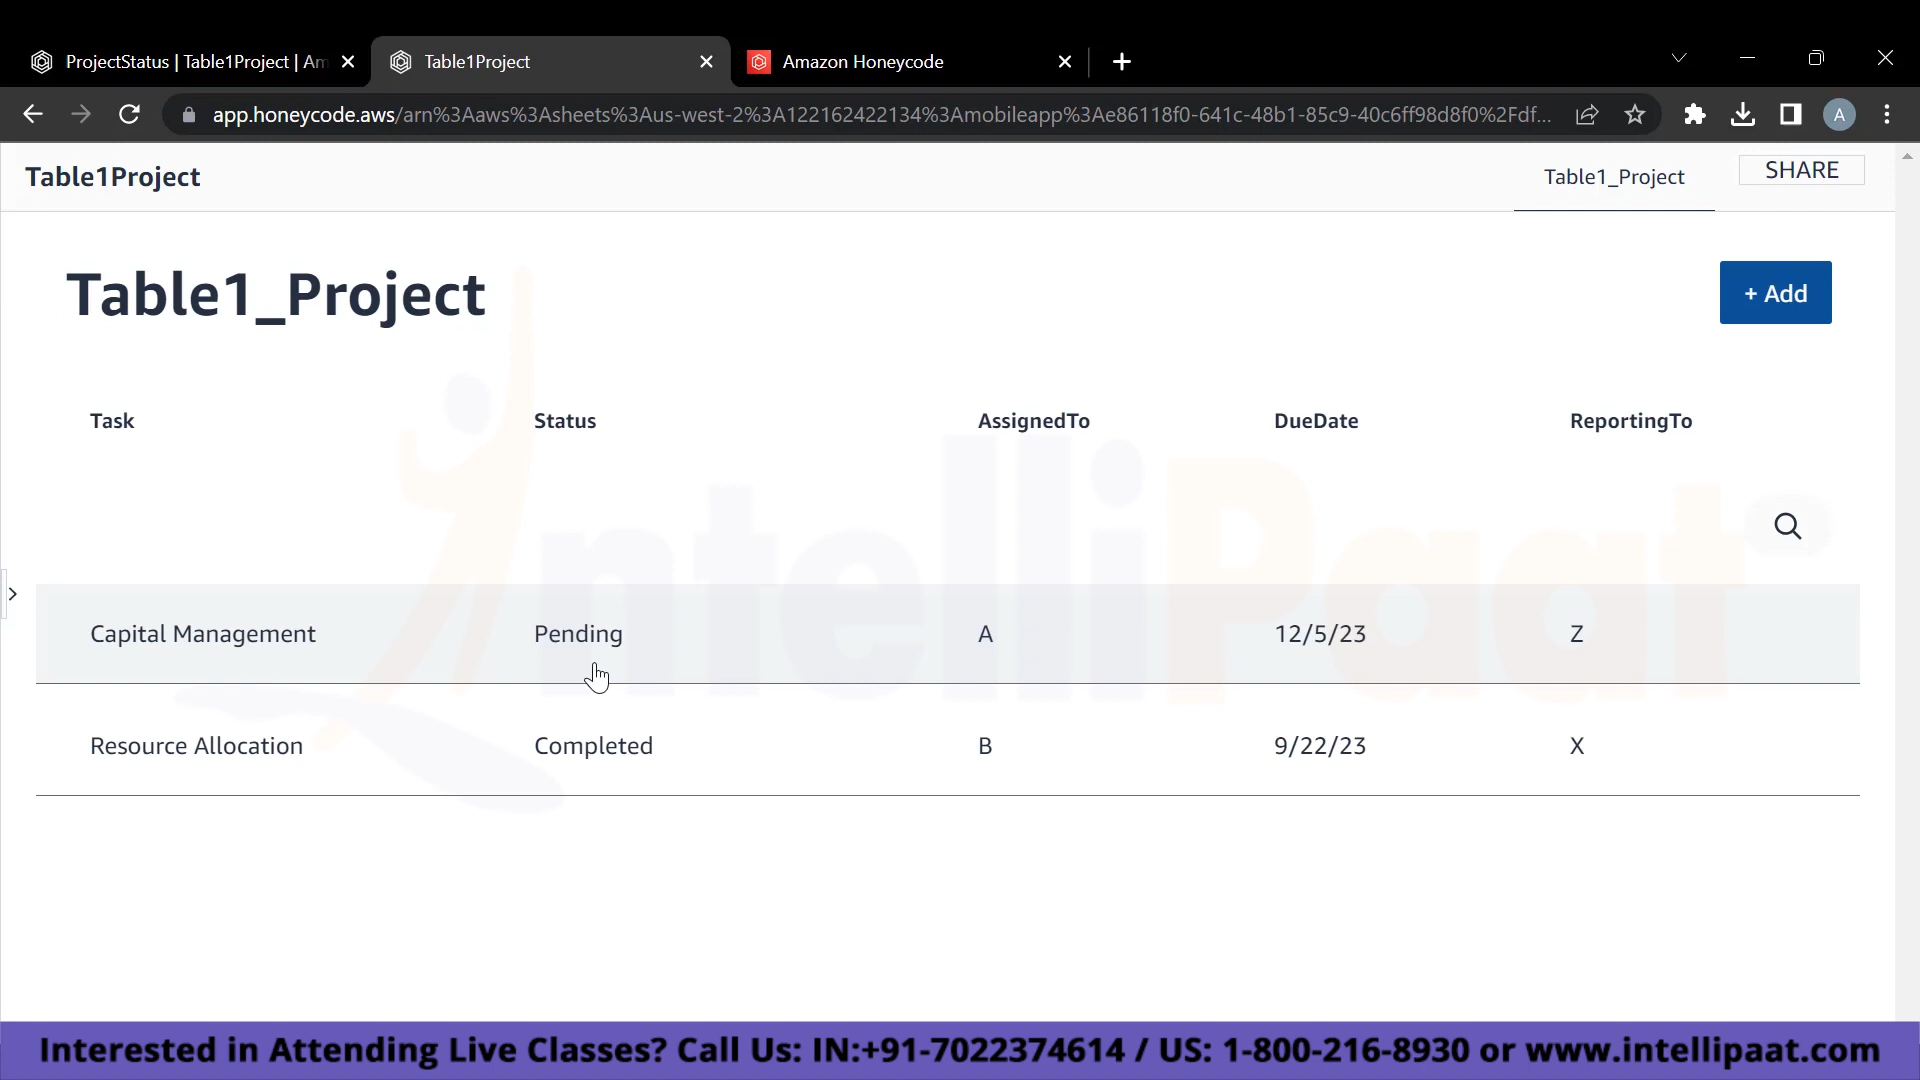 ProjectStatus | Table1Project | Am
Table1Project
Amazon Honeycode
app.honeycode.aws/arn%3Aaws%3Asheets%3Aus-west-2%3A122162422134%3Amobileapp%3Ae86118f0-641c-48b1-85c9-40c6ff98d8f0%2Fdf...
A
Table1Project
Table1_Project
SHARE
Table1_Project
+ Add
Task Status AssignedTo DueDate ReportingTo
IntelliPaat
Capital Management Pending A 12/5/23 Z
Resource Allocation Completed B 9/22/23 X
Interested in Attending Live Classes? Call Us: IN:+91-7022374614 / US: 1-800-216-8930 or www.intellipaat.com